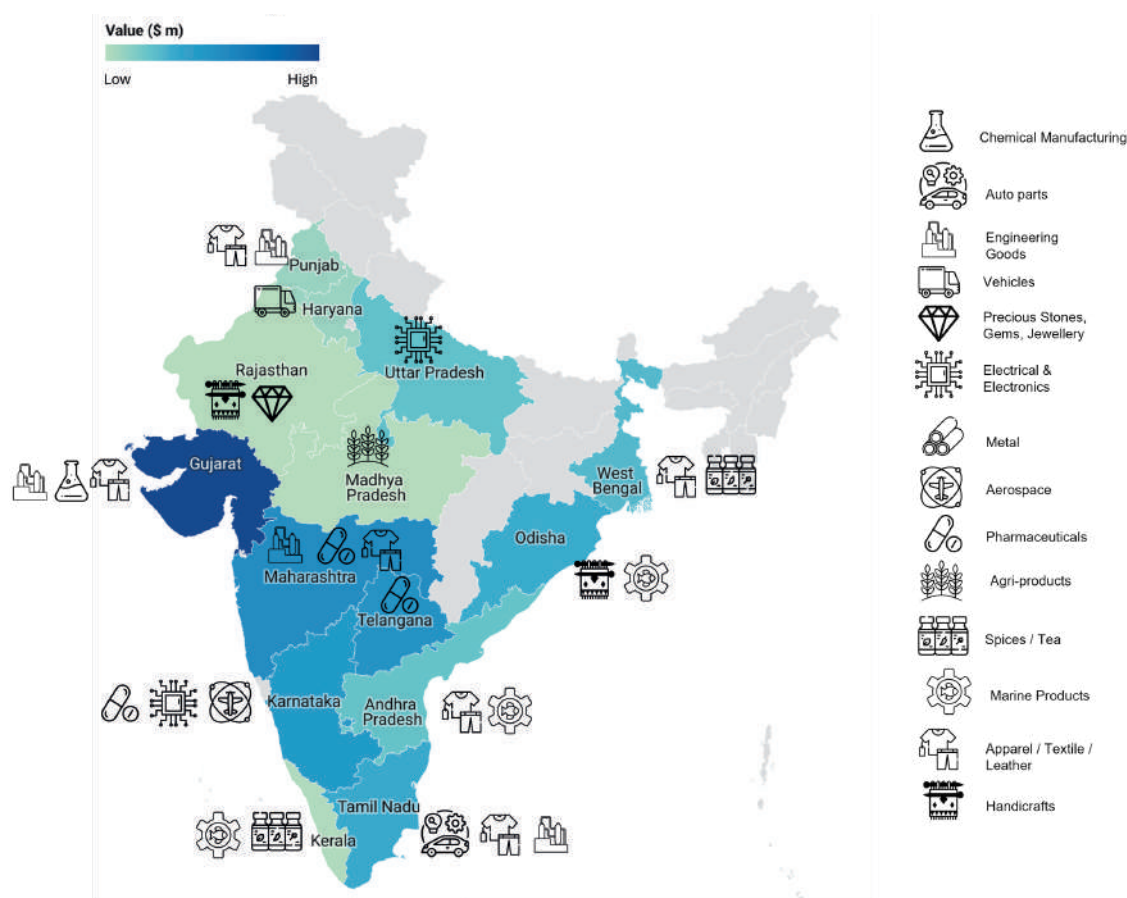 Value ($ m)
Low
High
Punjab
Haryana
Rajasthan
Uttar Pradesh
Gujarat
Madhya
Pradesh
West
Bengal
Odisha
Maharashtra
Telangana
Karnataka
Andhra
Pradesh
Tamil Nadu
Kerala
Chemical Manufacturing
Auto parts
Engineering
Goods
Vehicles
Precious Stones,
Gems, Jewellery
Electrical &
Electronics
Metal
Aerospace
Pharmaceuticals
Agri-products
Spices / Tea
Marine Products
Apparel / Textile /
Leather
Handicrafts